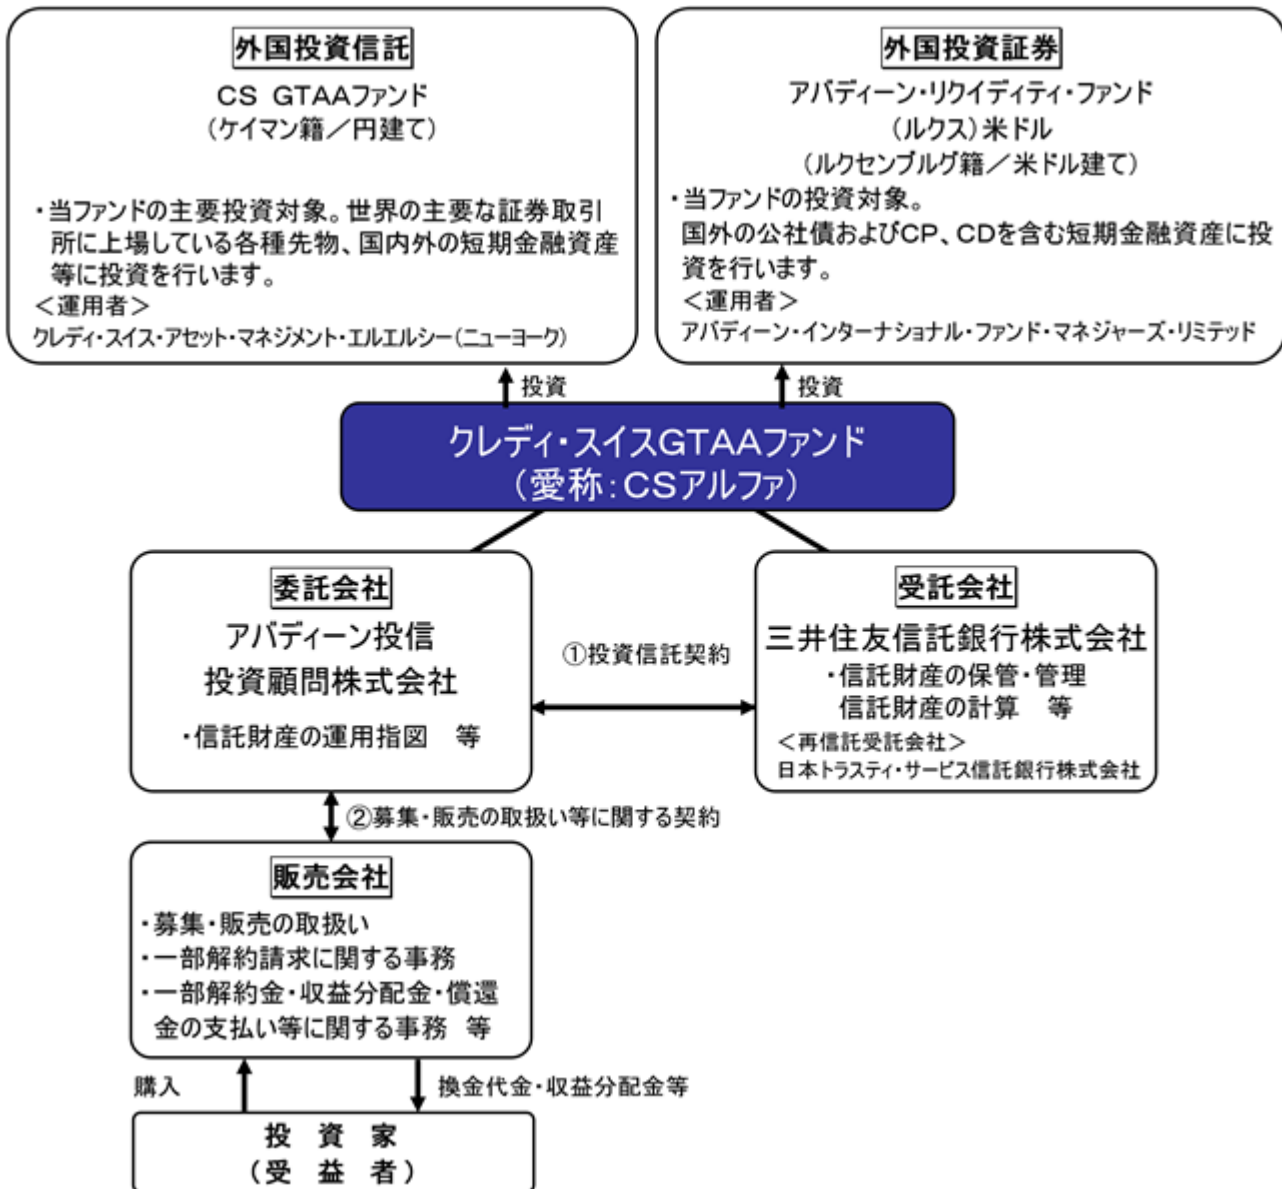 外国投資信託
CS GTAAファンド
(ケイマン籍／円建て)
・当ファンドの主要投資対象。世界の主要な証券取引
所に上場している各種先物、国内外の短期金融資産
等に投資を行います。
＜運用者＞
クレディ・スイス・アセット・マネジメント・エルエルシー(ニューヨーク)
外国投資証券
アバディーン・リクイディティ・ファンド
(ルクス)米ドル
(ルクセンブルグ籍／米ドル建て)
・当ファンドの投資対象。
国外の公社債およびCP、CDを含む短期金融資産に投
資を行います。
＜運用者＞
アバディーン・インターナショナル・ファンド・マネジャーズ・リミテッド
投資
投資
クレディ・スイスGTAAファンド
(愛称：CSアルファ)
委託会社
アバディーン投信
投資顧問株式会社
・信託財産の運用指図　等
①投資信託契約
受託会社
三井住友信託銀行株式会社
・信託財産の保管・管理
信託財産の計算　等
＜再信託受託会社＞
日本トラスティ・サービス信託銀行株式会社
②募集・販売の取扱い等に関する契約
販売会社
・募集・販売の取扱い
・一部解約請求に関する事務
・一部解約金・収益分配金・償還
金の支払い等に関する事務　等
購入
換金代金・収益分配金等
投　資　家
(受　益　者)